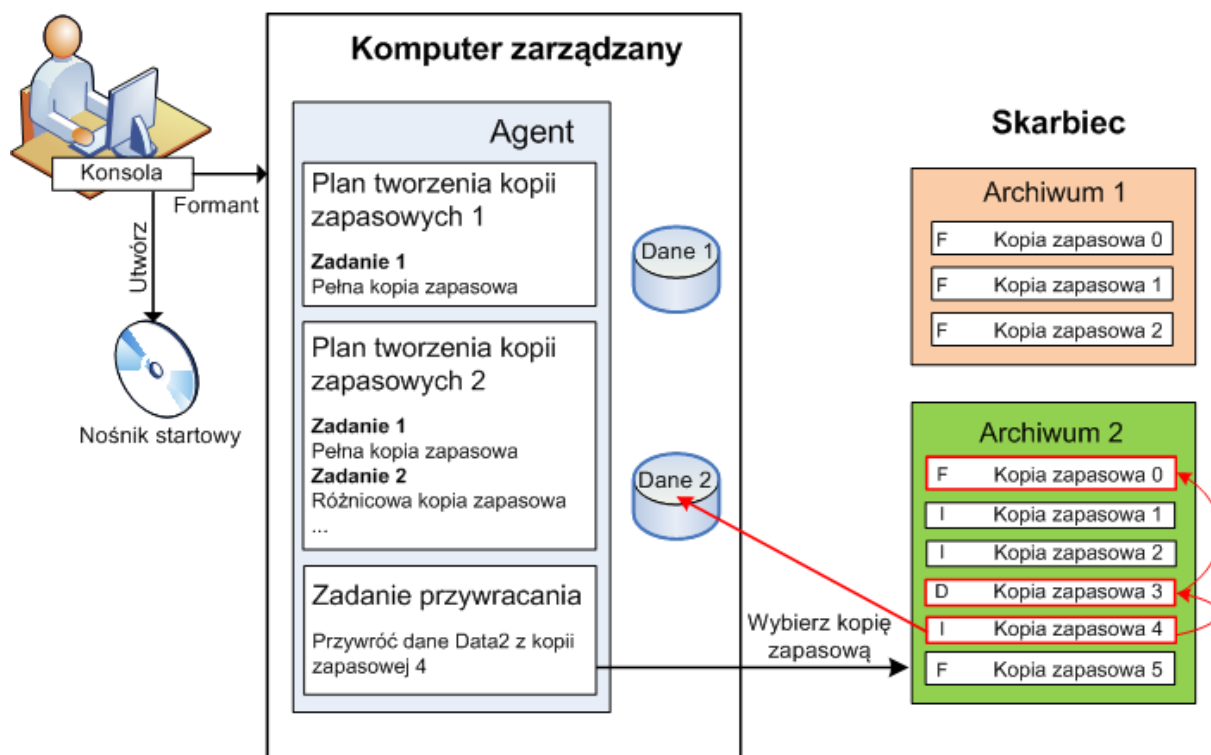 Komputer zarządzany
Konsola
Formant
Utwórz
Nośnik startowy
Agent
Plan tworzenia kopii
zapasowych 1
Zadanie 1
Pełna kopia zapasowa
Plan tworzenia kopii
zapasowych 2
Zadanie 1
Pełna kopia zapasowa
Zadanie 2
Różnicowa kopia zapasowa
...
Zadanie przywracania
Przywróć dane Data2 z kopii
zapasowej 4
Dane 1
Dane 2
Wybierz kopię
zapasową
Skarbiec
Archiwum 1
F Kopia zapasowa 0
F Kopia zapasowa 1
F Kopia zapasowa 2
Archiwum 2
F Kopia zapasowa 0
I Kopia zapasowa 1
I Kopia zapasowa 2
D Kopia zapasowa 3
I Kopia zapasowa 4
F Kopia zapasowa 5